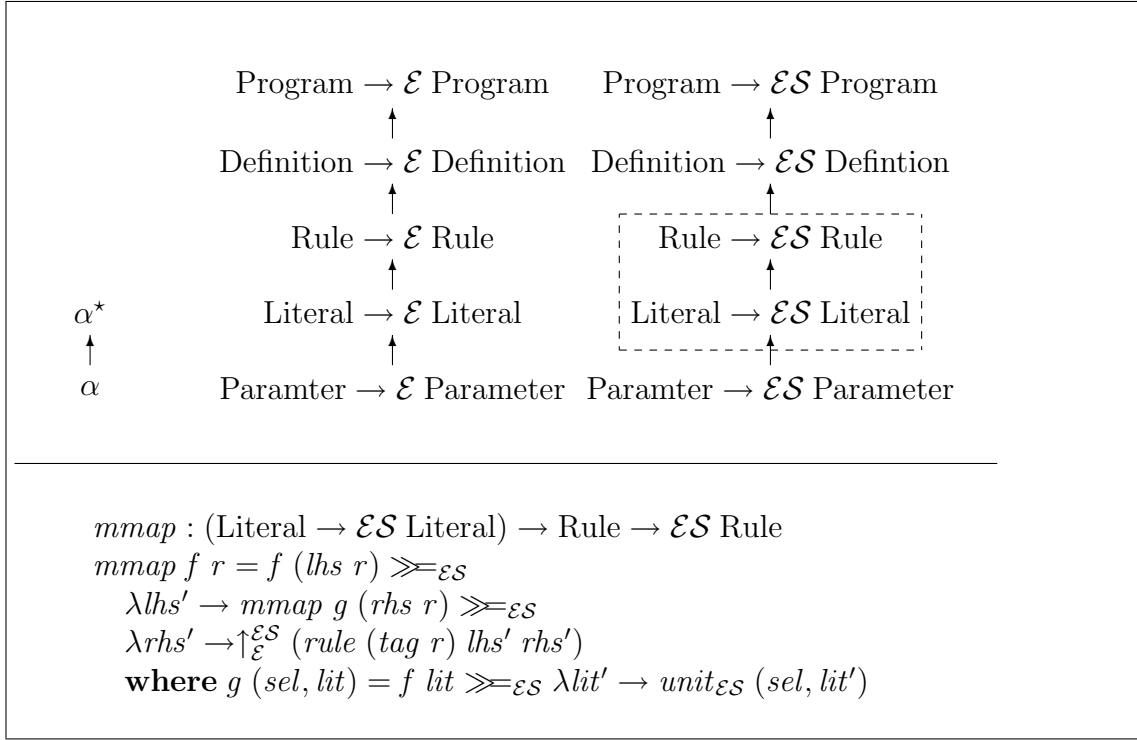 Program → ℰ Program Program → ℰ𝒮 Program
Definition → ℰ Definition Definition → ℰ𝒮 Defintion
Rule → ℰ Rule Rule → ℰ𝒮 Rule
α⋆ Literal → ℰ Literal Literal → ℰ𝒮 Literal
α Paramter → ℰ Parameter Paramter → ℰ𝒮 Parameter
mmap : (Literal → ℰ𝒮 Literal) → Rule → ℰ𝒮 Rule
mmap f r = f (lhs r) ≫=ℰ𝒮
λlhs′ → mmap g (rhs r) ≫=ℰ𝒮
λrhs′ →↑ℰ^ℰ𝒮 (rule (tag r) lhs′ rhs′)
where g (sel, lit) = f lit ≫=ℰ𝒮 λlit′ → unitℰ𝒮 (sel, lit′)